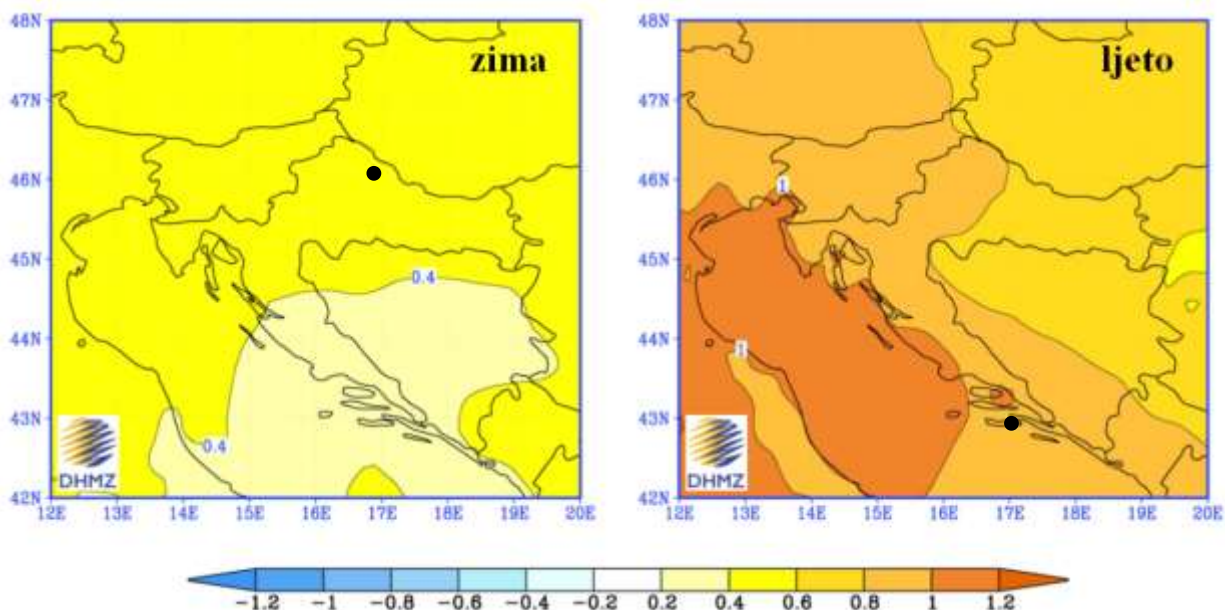 zima
ljeto
48N
47N
46N
45N
44N
43N
42N
0.4
0.4
DHMZ
12E 13E 14E 15E 16E 17E 18E 19E 20E
48N
47N
46N
45N
44N
43N
42N
1
1
DHMZ
12E 13E 14E 15E 16E 17E 18E 19E 20E
-1.2 -1 -0.8 -0.6 -0.4 -0.2 0.2 0.4 0.6 0.8 1 1.2